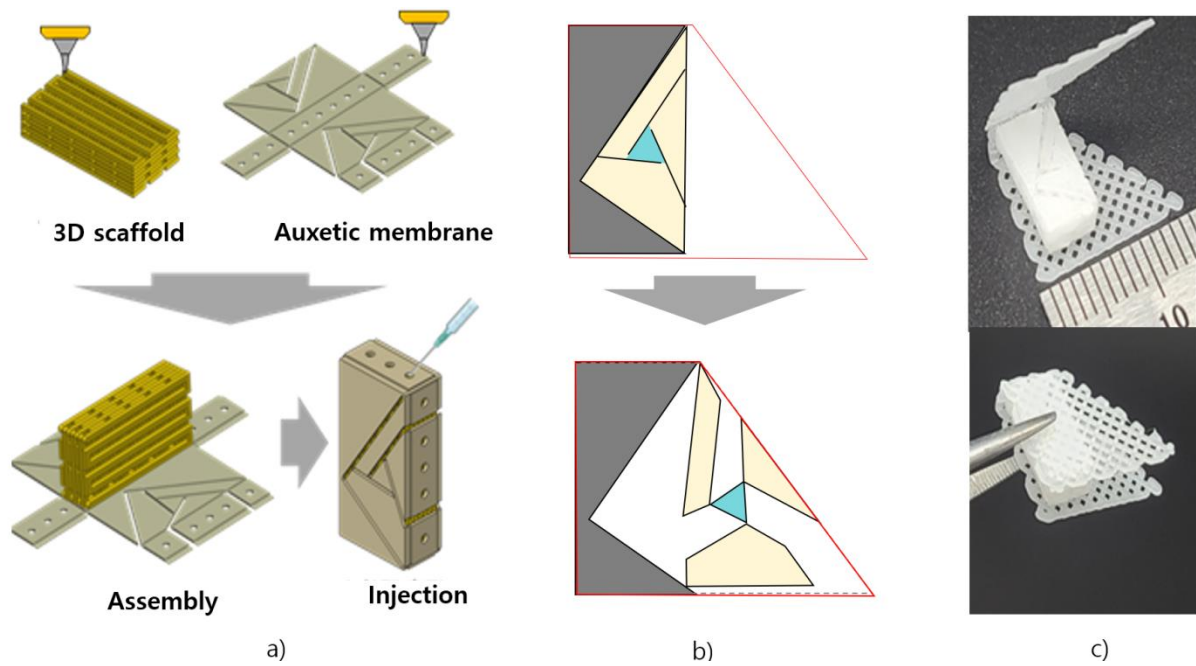 3D scaffold
Auxetic membrane
Assembly
Injection
10
a)
b)
c)